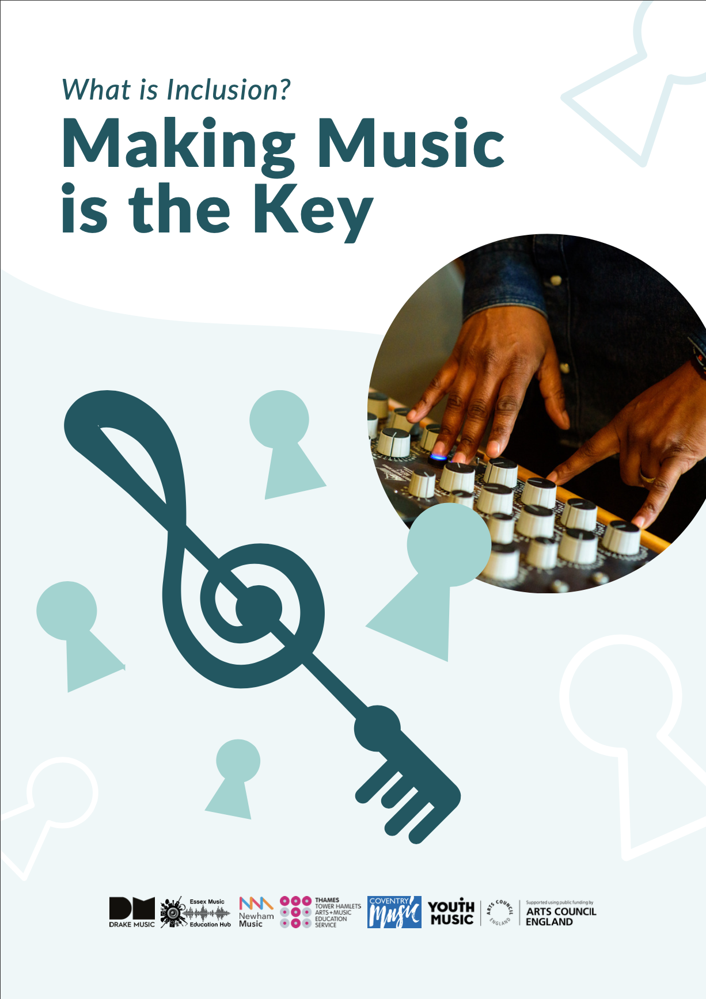 What is Inclusion?
Making Music
is the Key
DRAKE MUSIC
Essex Music
Education Hub
Newham
Music
THAMES
TOWER HAMLETS
ARTS+MUSIC
EDUCATION
SERVICE
COVENTRY
Music
YOUTH
MUSIC
ARTS COUNCIL
ENGLAND
Supported using public funding by
ARTS COUNCIL
ENGLAND